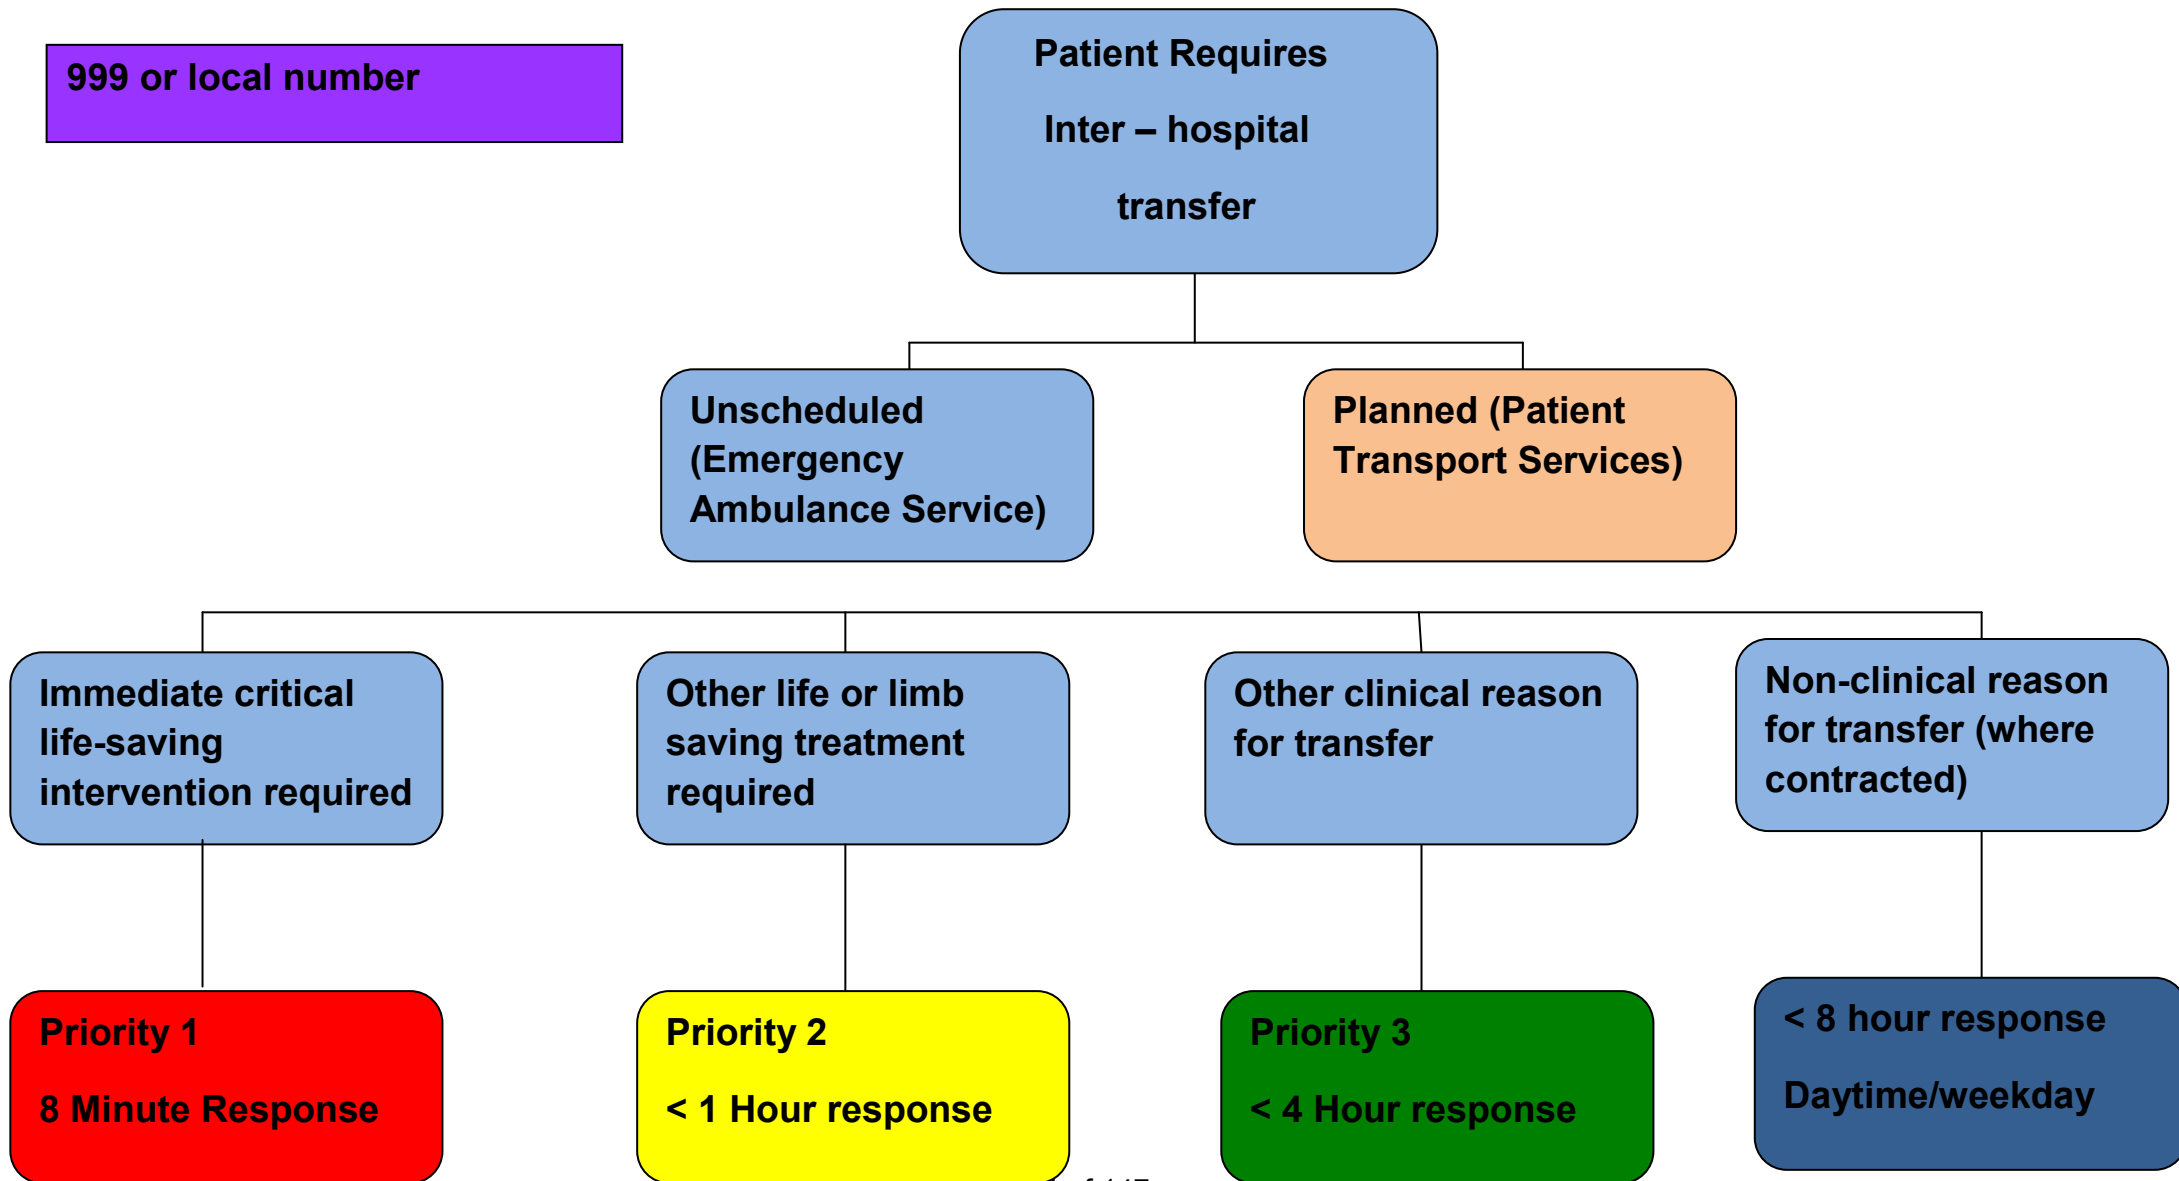 999 or local number
Patient Requires
Inter – hospital
transfer
Unscheduled
(Emergency
Ambulance Service)
Planned (Patient
Transport Services)
Immediate critical
life-saving
intervention required
Other life or limb
saving treatment
required
Other clinical reason
for transfer
Non-clinical reason
for transfer (where
contracted)
Priority 1
8 Minute Response
Priority 2
< 1 Hour response
Priority 3
< 4 Hour response
< 8 hour response
Daytime/weekday